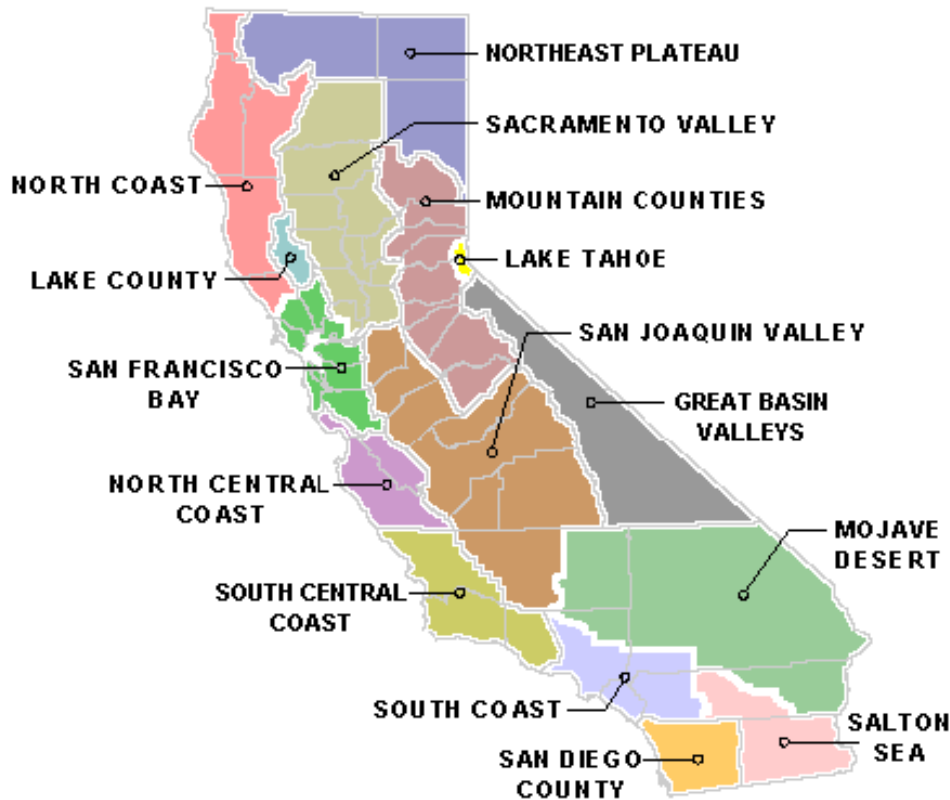 NORTHEAST PLATEAU
SACRAMENTO VALLEY
NORTH COAST
MOUNTAIN COUNTIES
LAKE TAHOE
LAKE COUNTY
SAN JOAQUIN VALLEY
SAN FRANCISCO
BAY
GREAT BASIN
VALLEYS
NORTH CENTRAL
COAST
MOJAVE
DESERT
SOUTH CENTRAL
COAST
SOUTH COAST
SALTON
SEA
SAN DIEGO
COUNTY